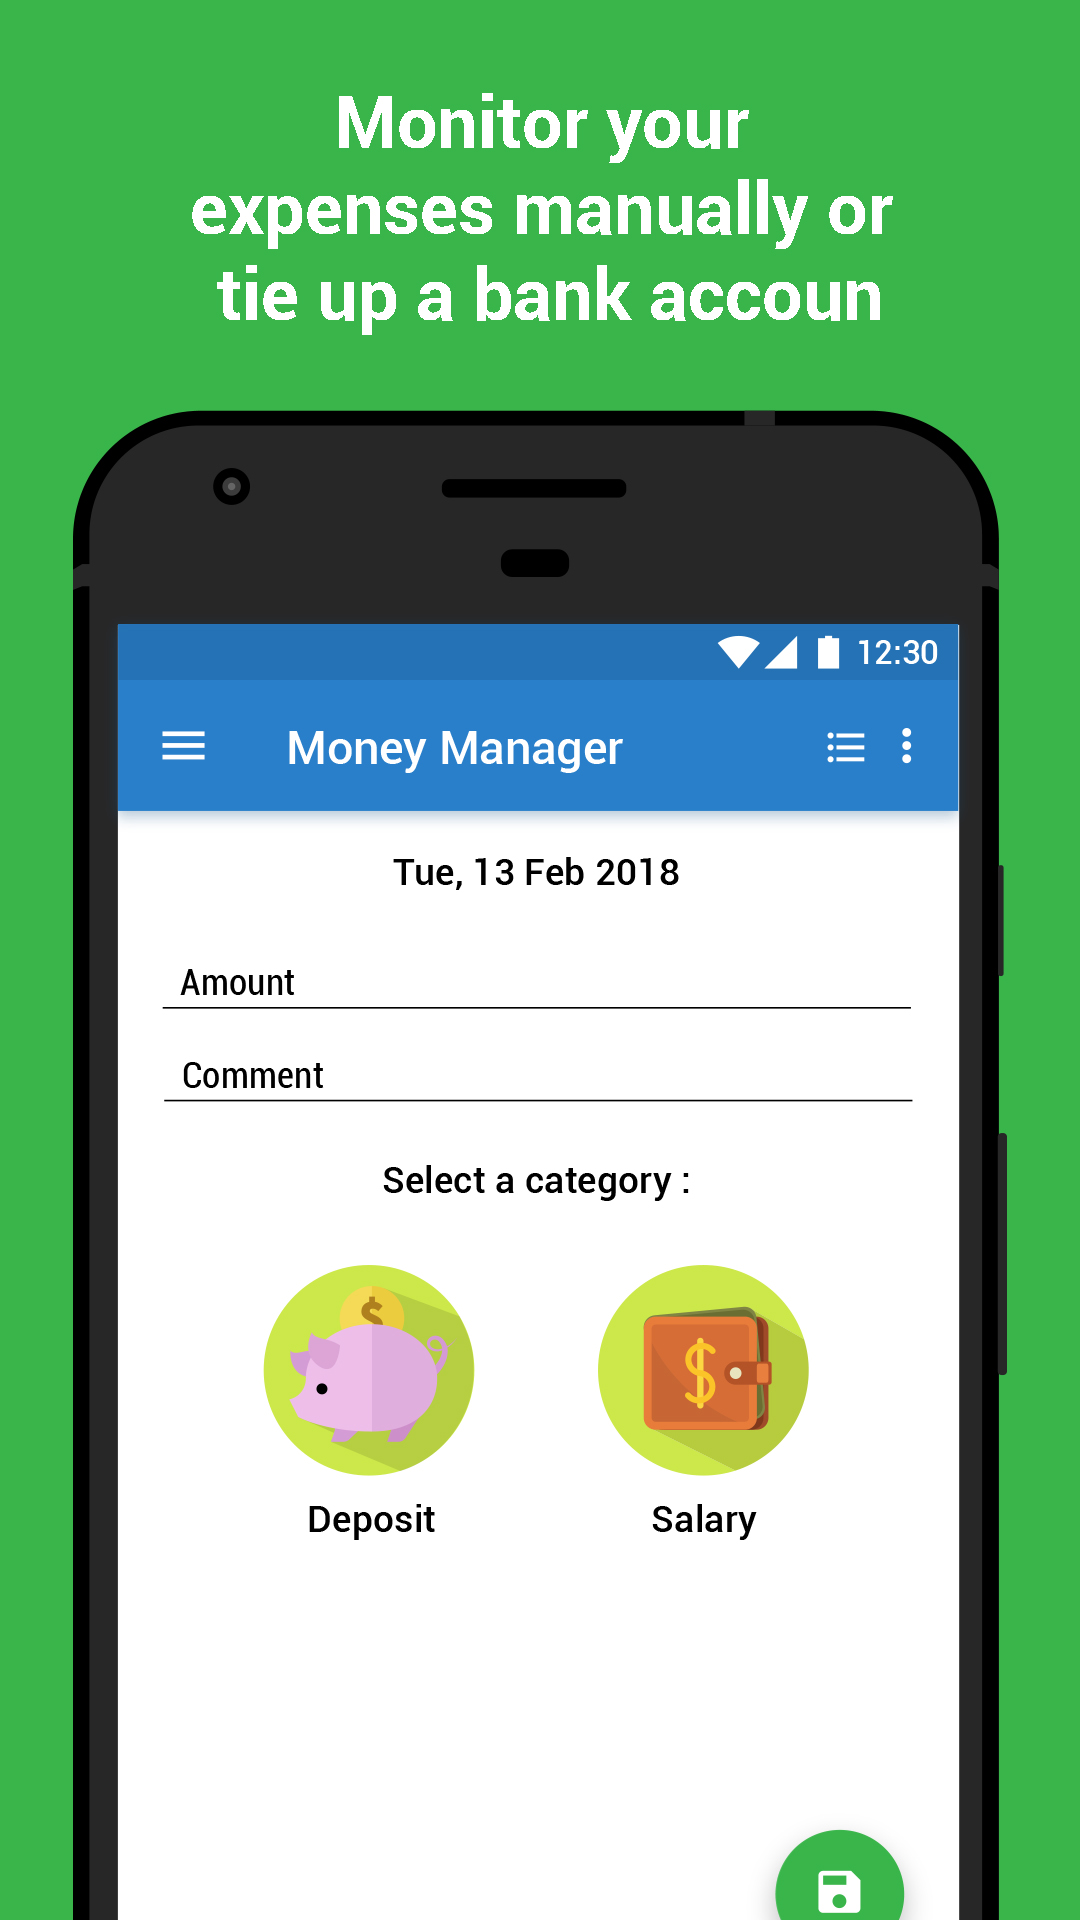 Monitor your
expenses manually or
tie up a bank accoun
12:30
Money Manager
Tue, 13 Feb 2018
Amount
Comment
Select a category :
$
$
Deposit
Salary